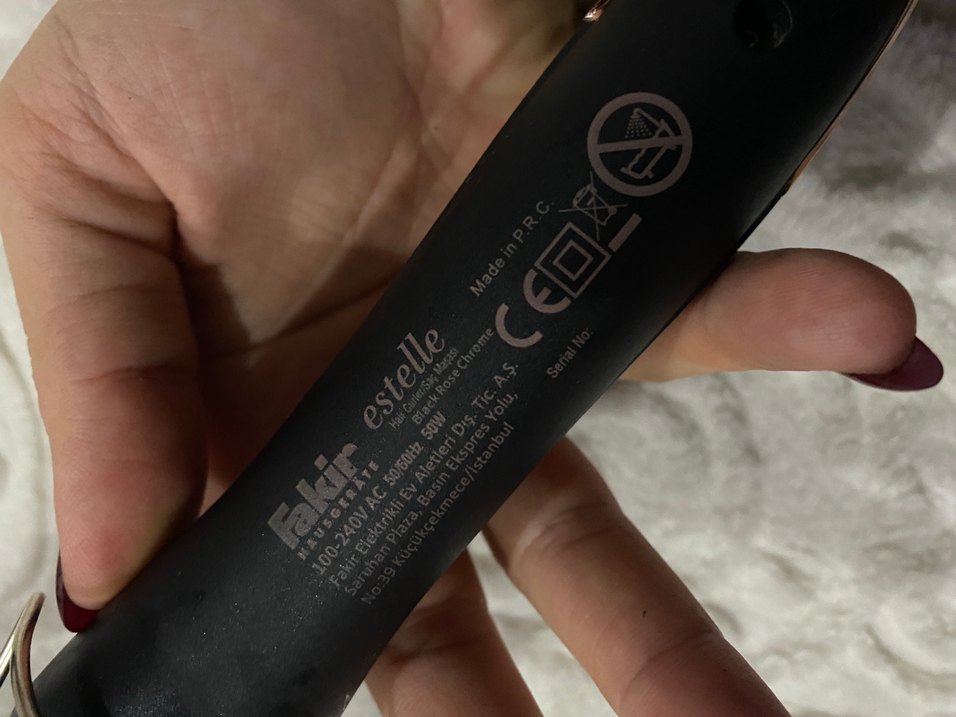 Fakir
HAUSGERÄTE
estelle
Hair Curler/Saç Maşası
Black Rose Chrome
100-240V AC 50/60Hz 50W
Fakir Elektrikli Ev Aletleri Dış. Tic. A.Ş.
Saruhan Plaza, Basın Ekspres Yolu,
No:39 Küçükçekmece/İstanbul
Made in P.R.C.
CE
Serial No: